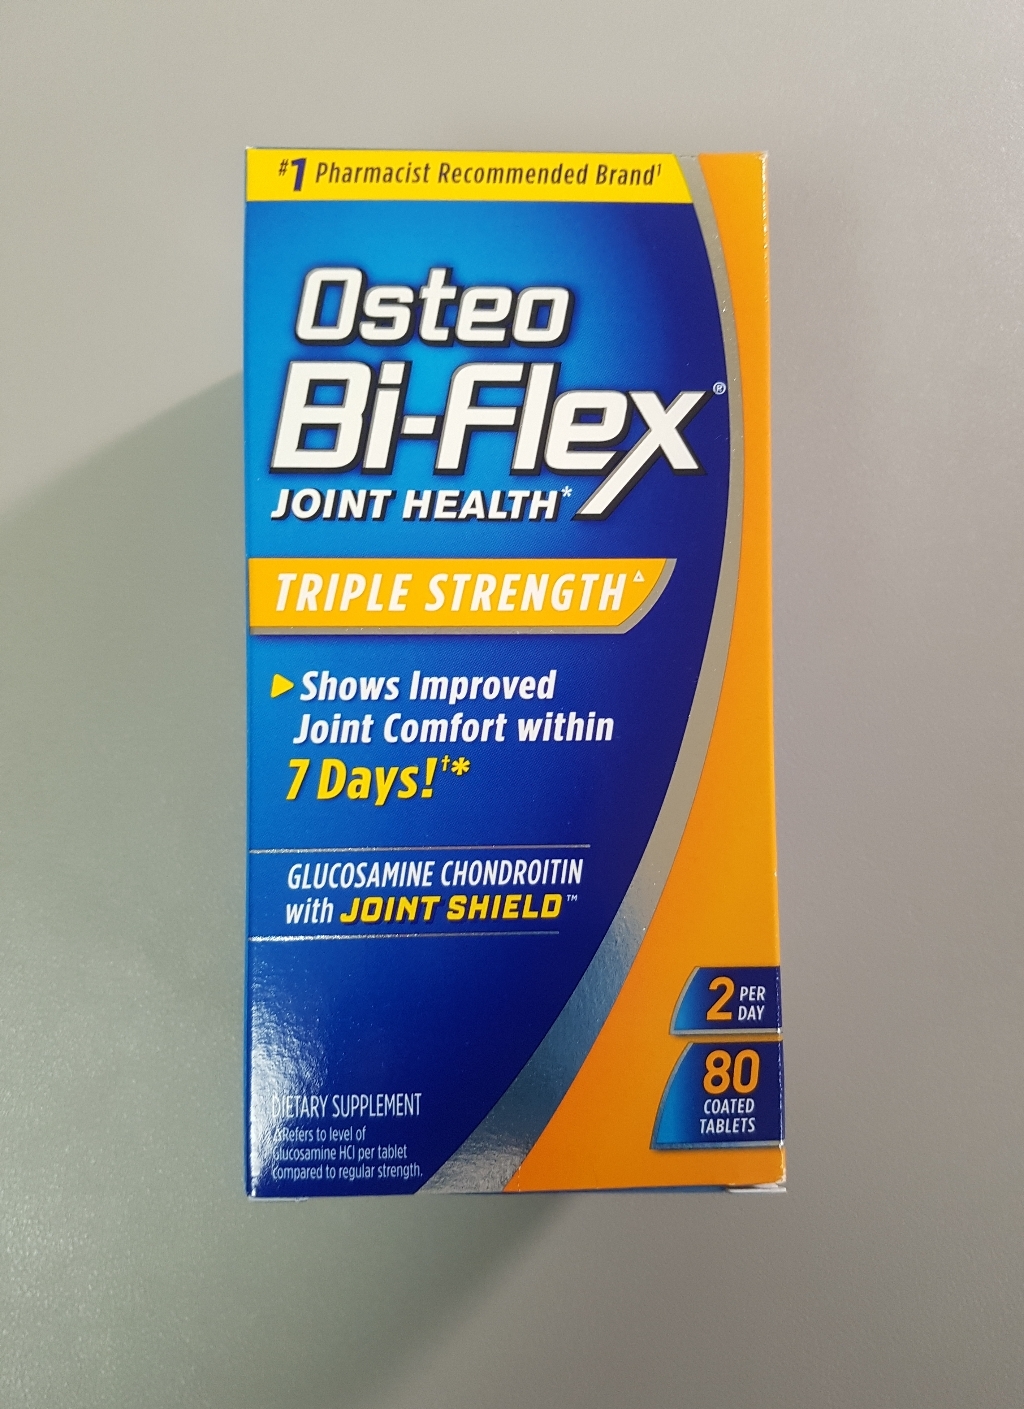 #1 Pharmacist Recommended Brand¹
Osteo
Bi-Flex®
JOINT HEALTH*
TRIPLE STRENGTH△
Shows Improved
Joint Comfort within
7 Days!†*
GLUCOSAMINE CHONDROITIN
with JOINT SHIELD™
2 PER
DAY
80
COATED
TABLETS
DIETARY SUPPLEMENT
△Refers to level of
Glucosamine HCl per tablet
compared to regular strength.